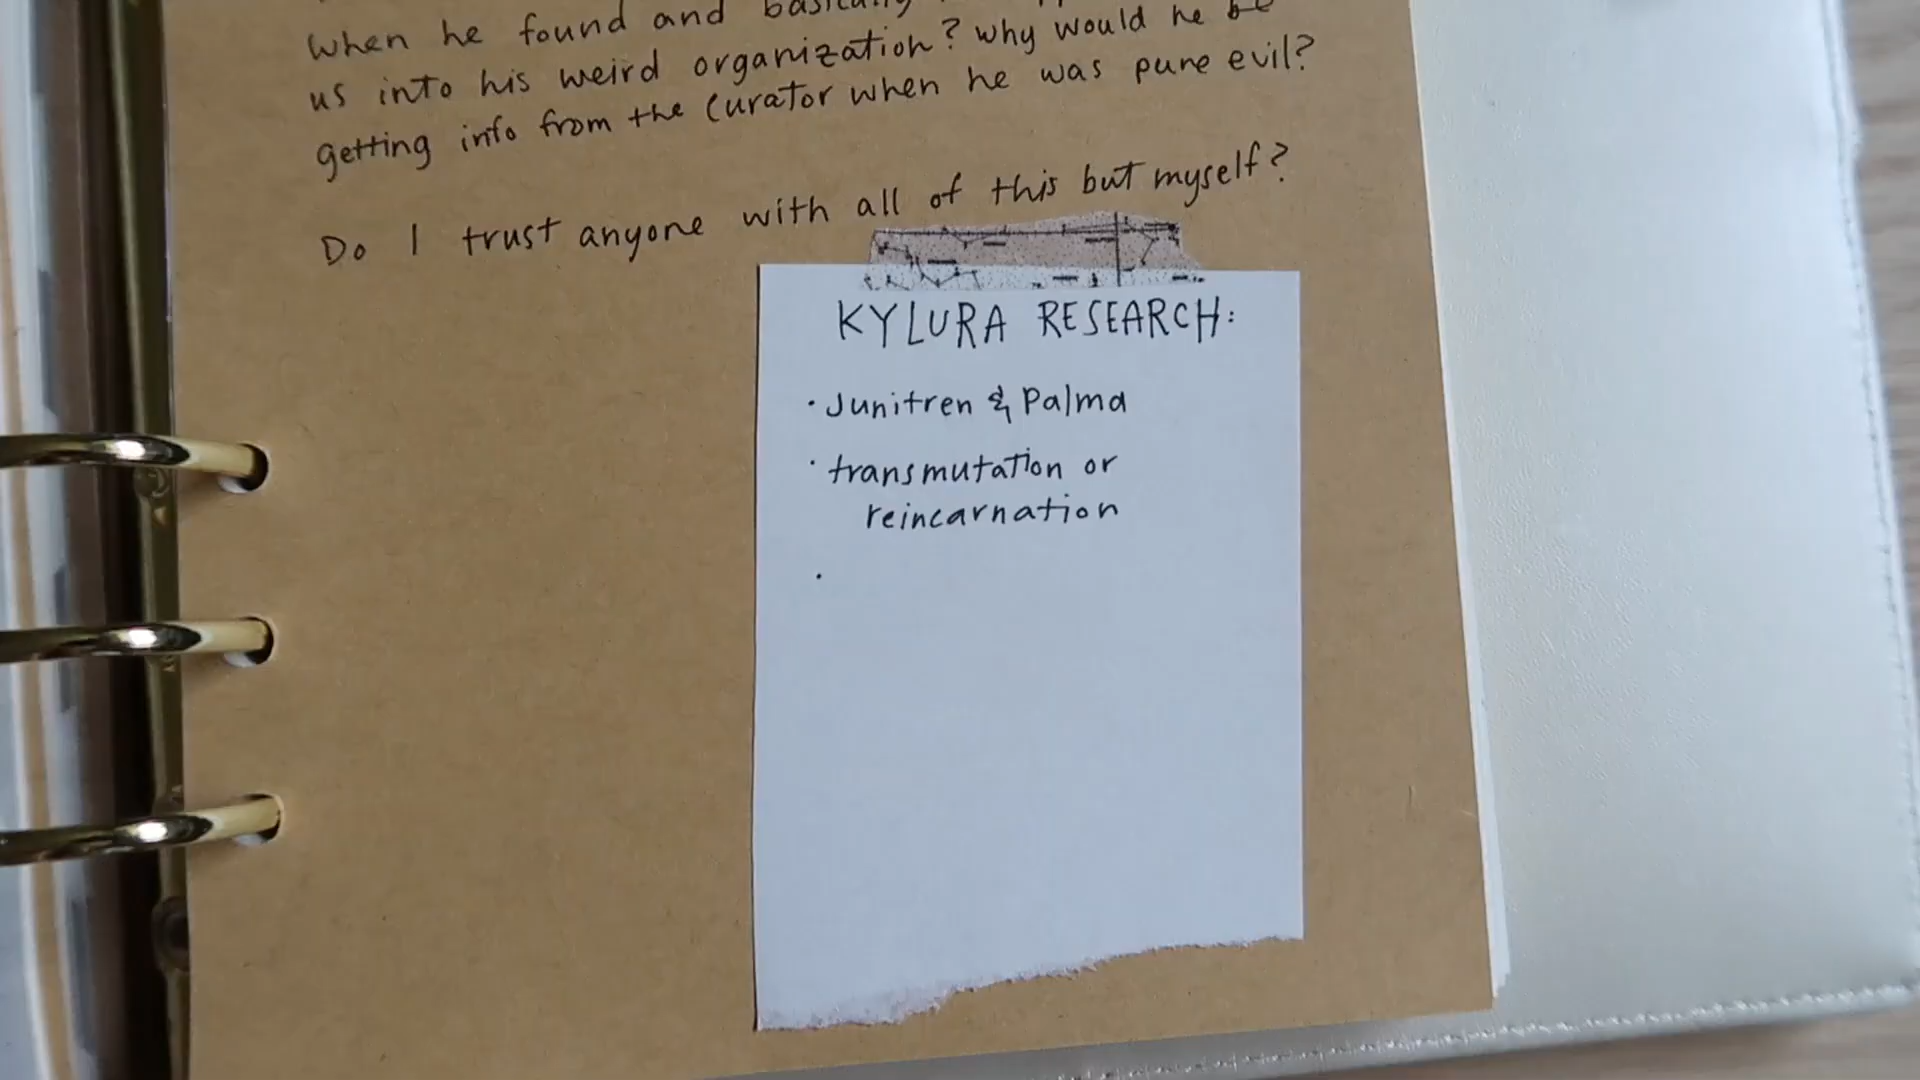 when he found and basically
us into his weird organization? Why would he be
getting info from the Curator when he was pure evil?
Do I trust anyone with all of this but myself?
KYLURA RESEARCH:
· Junitren & Palma
· transmutation or
reincarnation
·